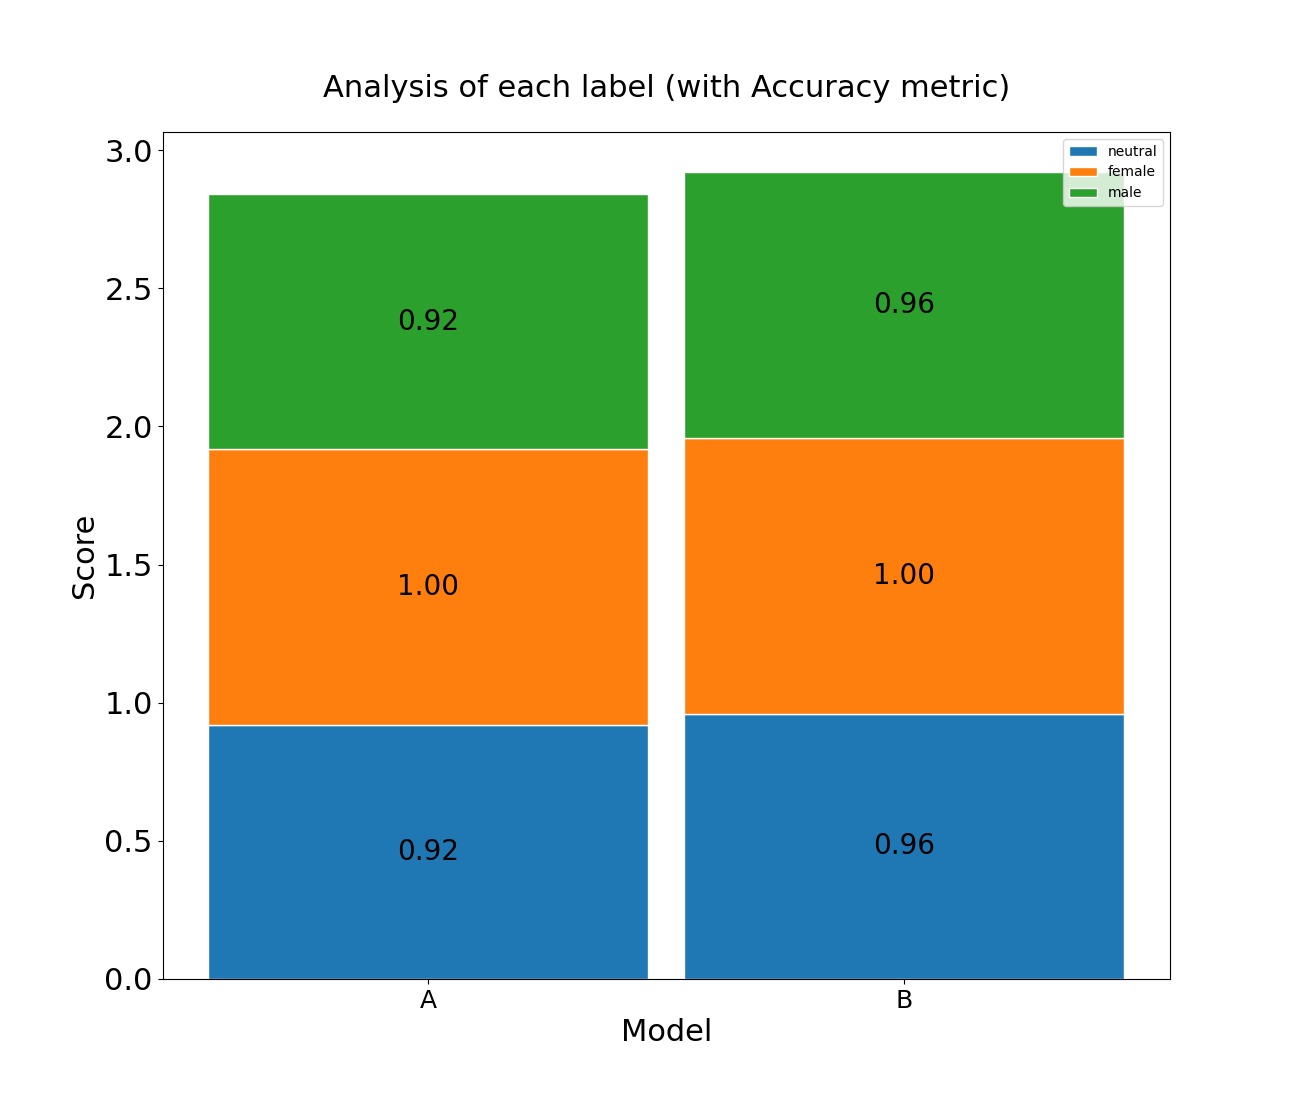 Analysis of each label (with Accuracy metric)
3.0
2.5
2.0
1.5
1.0
0.5
0.0
Score
neutral
female
male
0.92
0.96
1.00
1.00
0.92
0.96
A
B
Model